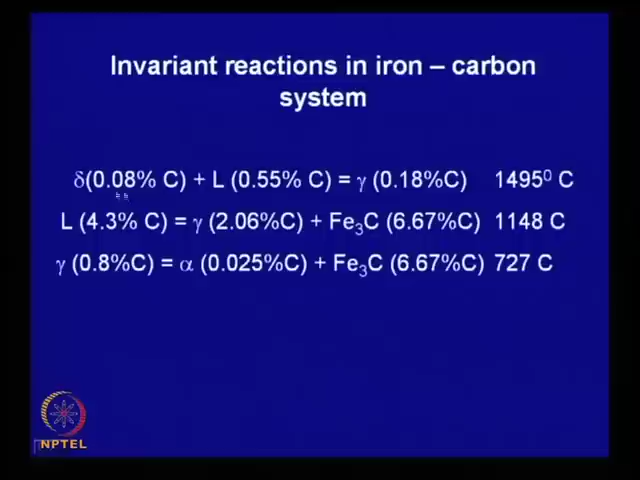 Invariant reactions in iron – carbon
system
δ(0.08% C) + L (0.55% C) = γ (0.18%C) 1495⁰ C
L (4.3% C) = γ (2.06%C) + Fe₃C (6.67%C) 1148 C
γ (0.8%C) = α (0.025%C) + Fe₃C (6.67%C) 727 C
NPTEL